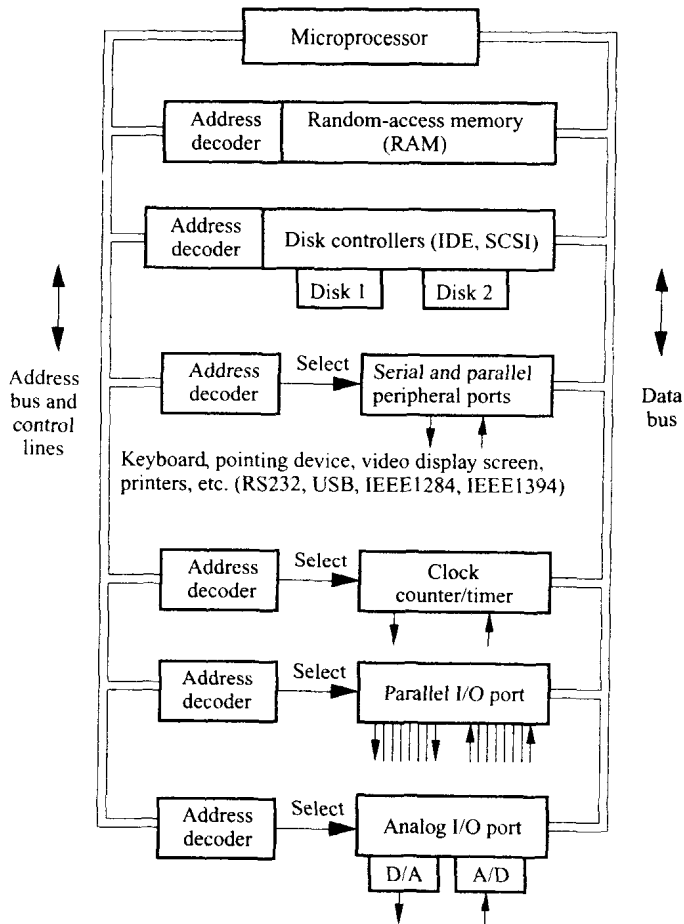 Microprocessor
Address
decoder
Random-access memory
(RAM)
Address
decoder
Disk controllers (IDE, SCSI)
Disk 1
Disk 2
Address
bus and
control
lines
Data
bus
Address
decoder
Select
Serial and parallel
peripheral ports
Keyboard, pointing device, video display screen,
printers, etc. (RS232, USB, IEEE1284, IEEE1394)
Address
decoder
Select
Clock
counter/timer
Address
decoder
Select
Parallel I/O port
Address
decoder
Select
Analog I/O port
D/A
A/D